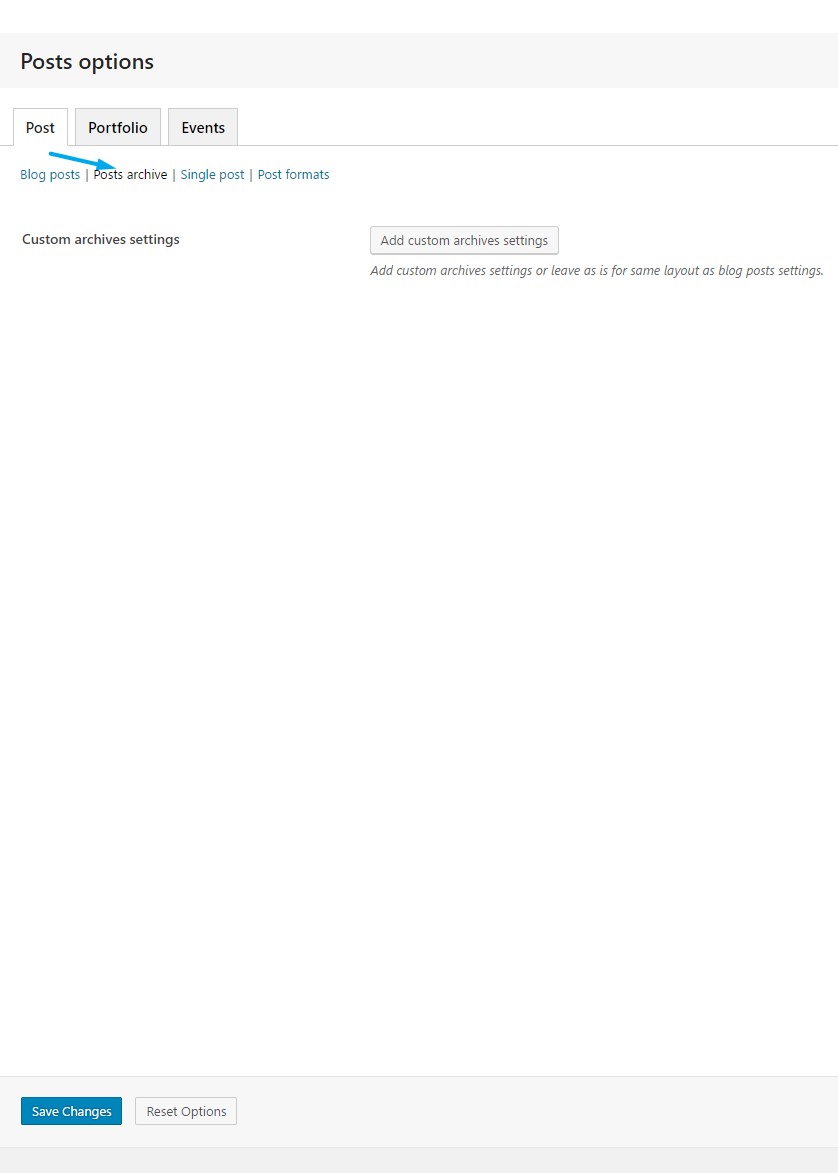 Posts options
Post Portfolio Events
Blog posts | Posts archive | Single post | Post formats
Custom archives settings Add custom archives settings
Add custom archives settings or leave as is for same layout as blog posts settings.
Save Changes Reset Options